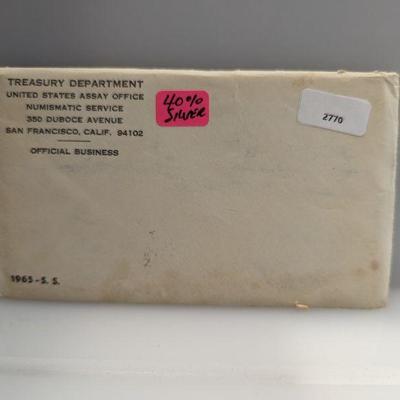 TREASURY DEPARTMENT
UNITED STATES ASSAY OFFICE
NUMISMATIC SERVICE
350 DUBOCE AVENUE
SAN FRANCISCO, CALIF. 94102
OFFICIAL BUSINESS
40%
SILVER
2770
1965-S. S.